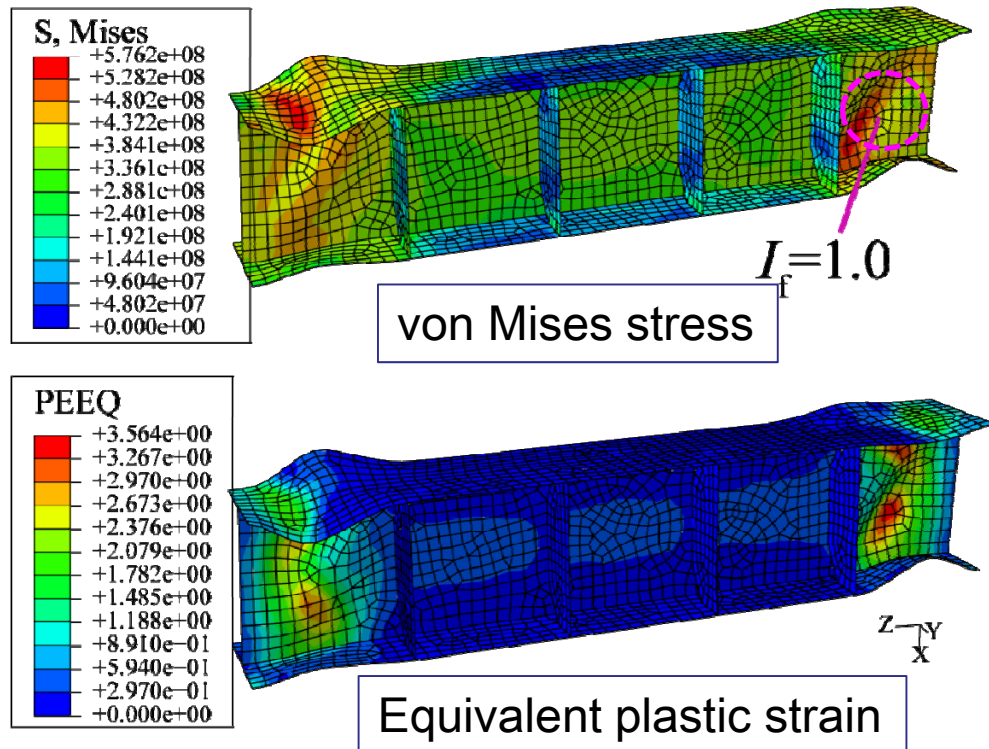 S, Mises
+5.762e+08
+5.282e+08
+4.802e+08
+4.322e+08
+3.841e+08
+3.361e+08
+2.881e+08
+2.401e+08
+1.921e+08
+1.441e+08
+9.604e+07
+4.802e+07
+0.000e+00
If=1.0
von Mises stress
PEEQ
+3.564e+00
+3.267e+00
+2.970e+00
+2.673e+00
+2.376e+00
+2.079e+00
+1.782e+00
+1.485e+00
+1.188e+00
+8.910e-01
+5.940e-01
+2.970e-01
+0.000e+00
Z Y
X
Equivalent plastic strain